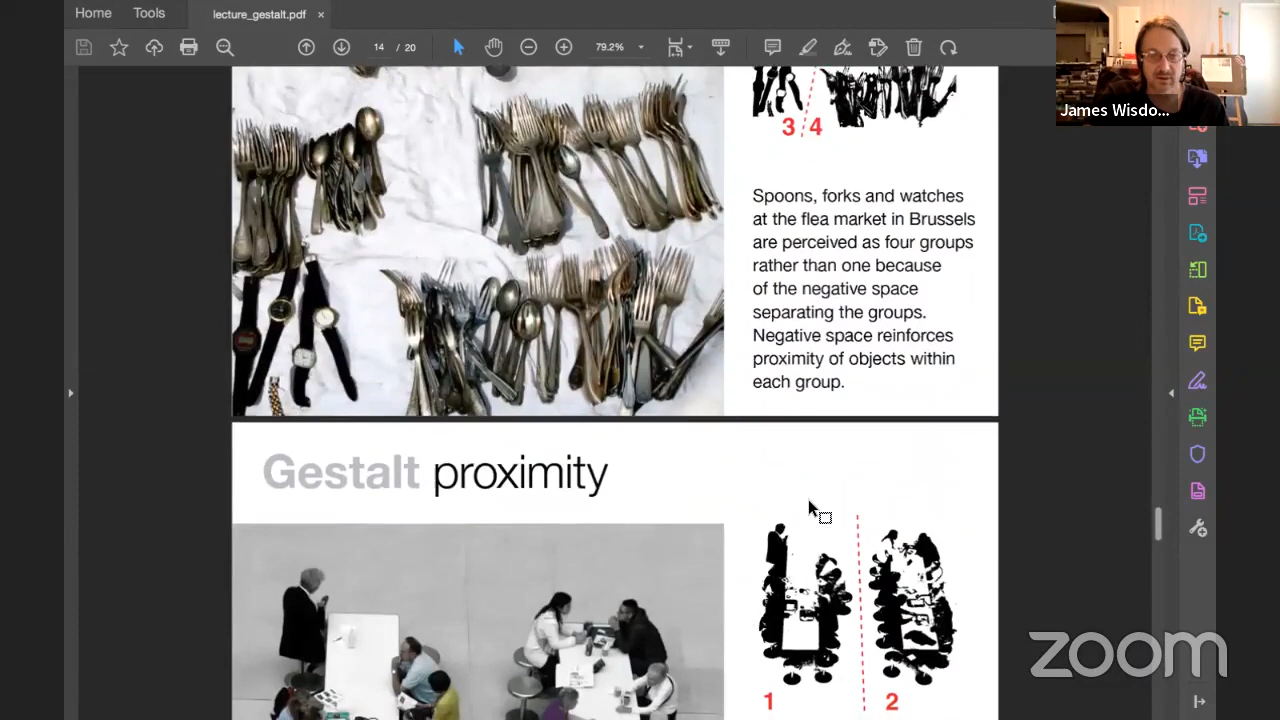 Home Tools lecture_gestalt.pdf ×
14 / 20 79.2%
James Wisdo...
3 4
Spoons, forks and watches
at the flea market in Brussels
are perceived as four groups
rather than one because
of the negative space
separating the groups.
Negative space reinforces
proximity of objects within
each group.
Gestalt proximity
1 2
zoom